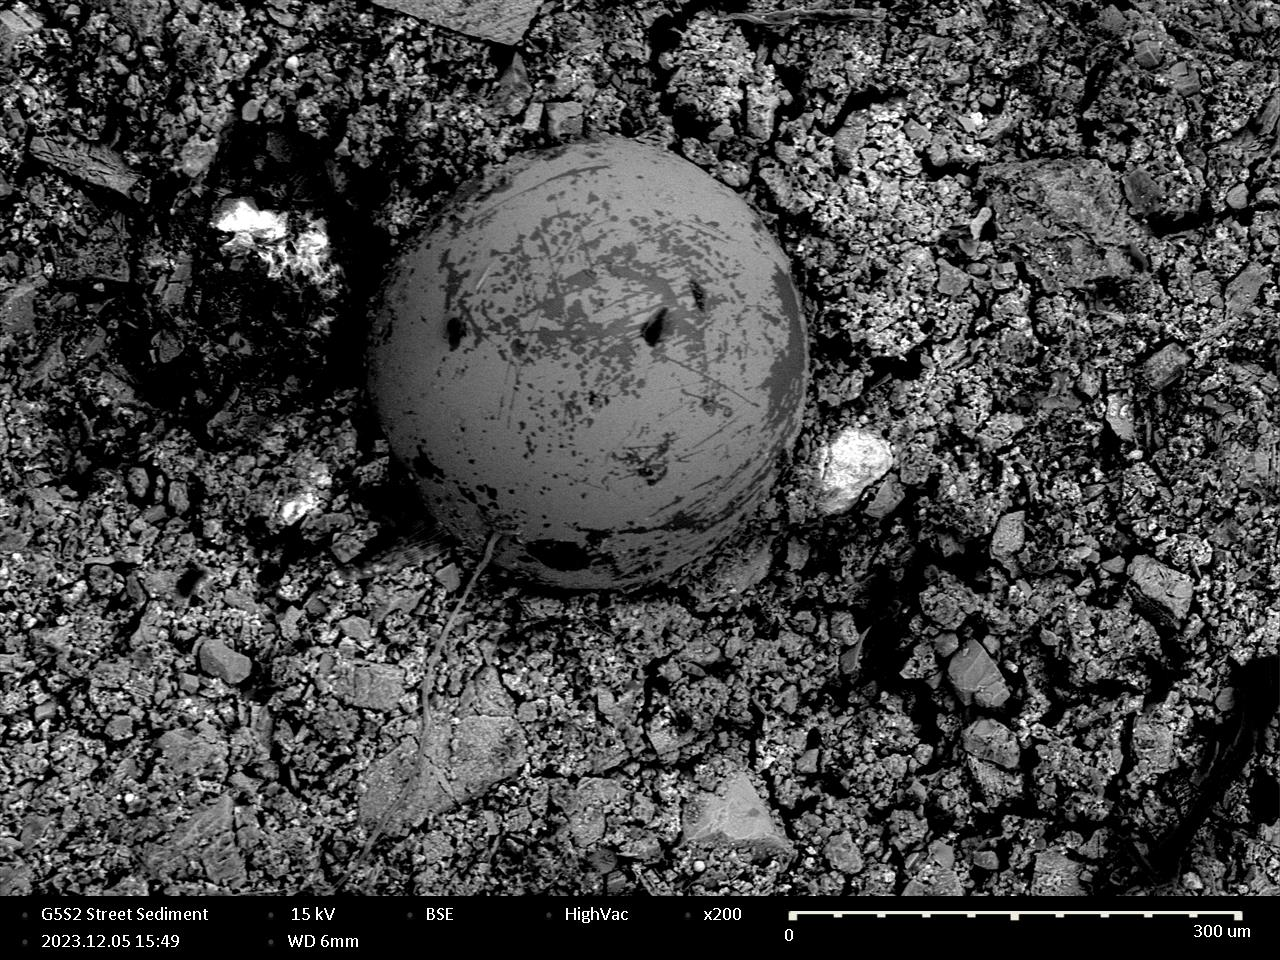 G5S2 Street Sediment 15 kV BSE HighVac x200
2023.12.05 15:49 WD 6mm
0 300 um